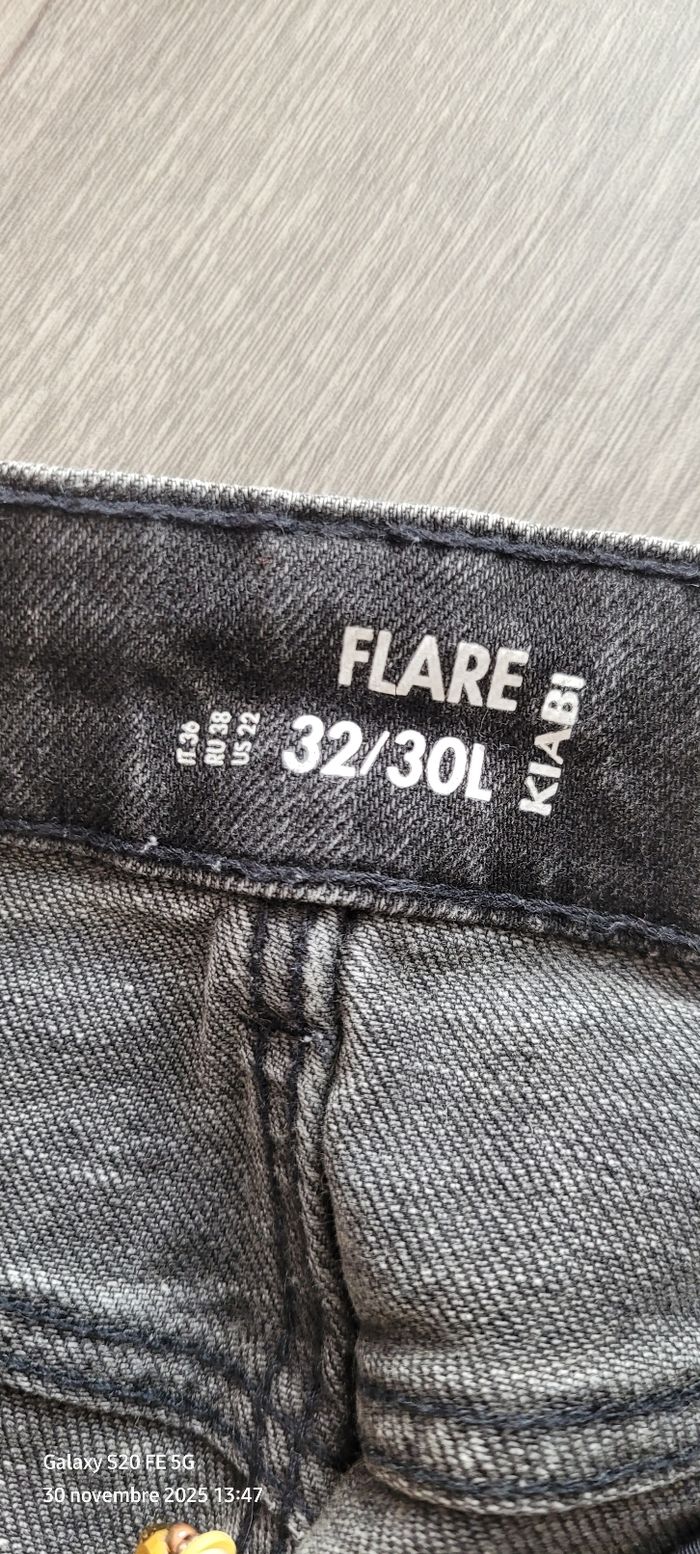 FLARE
IT 36
RU 38
US 22
32/30L
KIABI
Galaxy S20 FE 5G
30 novembre 2025 13:47